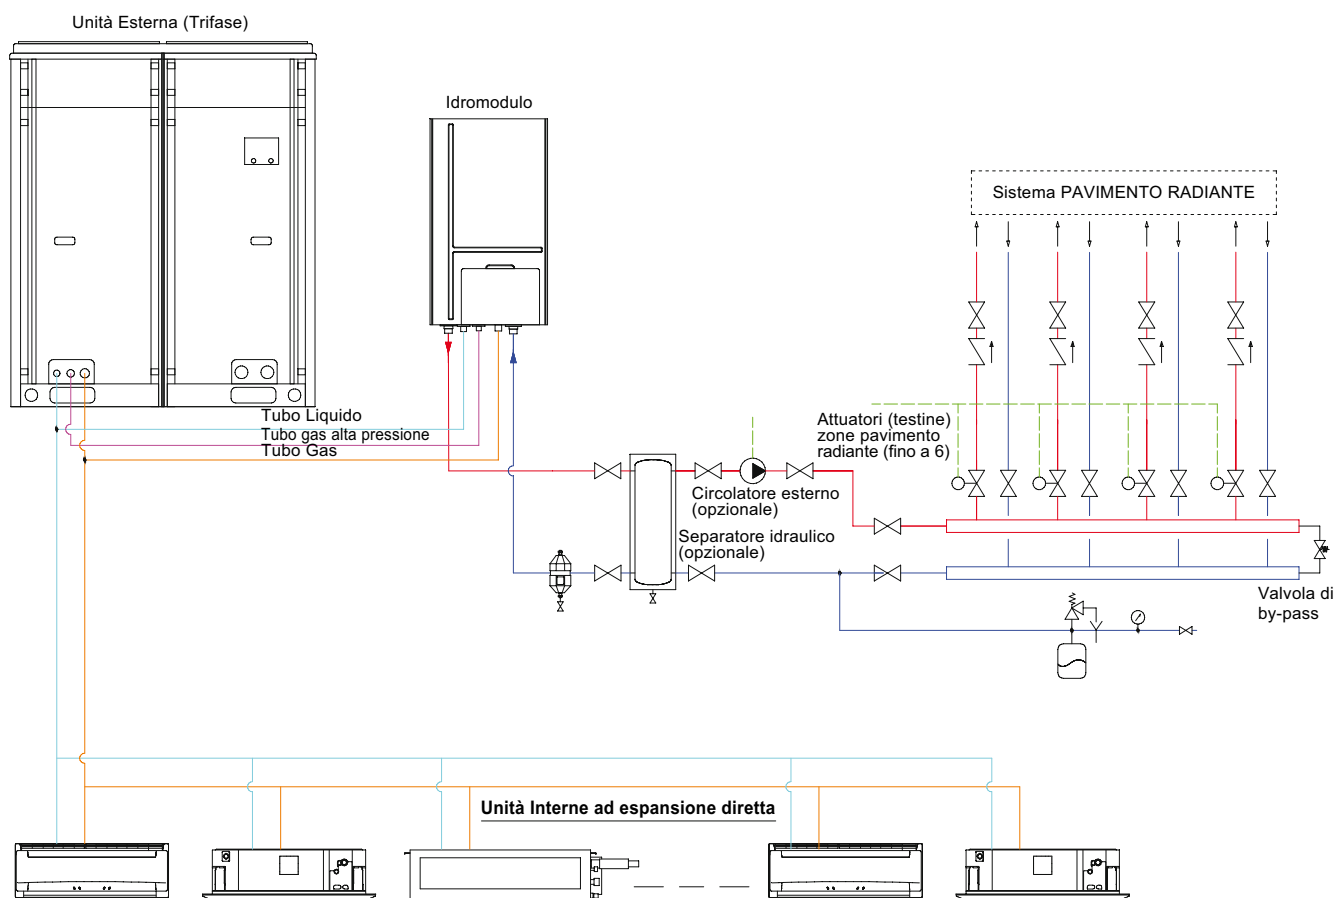 Unità Esterna (Trifase)
Idromodulo
Sistema PAVIMENTO RADIANTE
Tubo Liquido
Tubo gas alta pressione
Tubo Gas
Attuatori (testine)
zone pavimento
radiante (fino a 6)
Circolatore esterno
(opzionale)
Separatore idraulico
(opzionale)
Valvola di
by-pass
Unità Interne ad espansione diretta